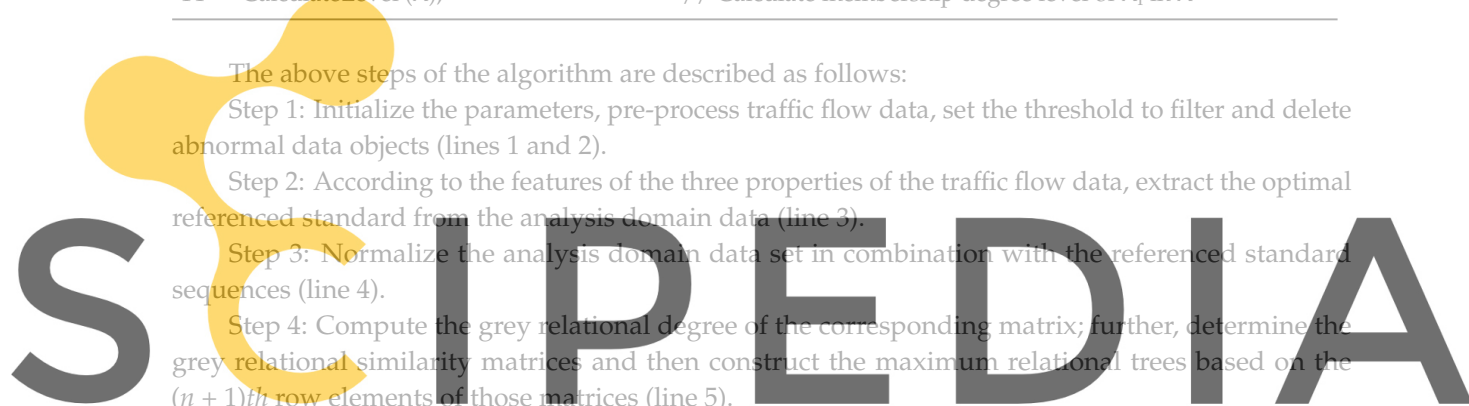 The above steps of the algorithm are described as follows:
Step 1: Initialize the parameters, pre-process traffic flow data, set the threshold to filter and delete
abnormal data objects (lines 1 and 2).
Step 2: According to the features of the three properties of the traffic flow data, extract the optimal
referenced standard from the analysis domain data (line 3).
Step 3: Normalize the analysis domain data set in combination with the referenced standard
sequences (line 4).
Step 4: Compute the grey relational degree of the corresponding matrix; further, determine the
grey relational similarity matrices and then construct the maximum relational trees based on the
(n + 1)th row elements of those matrices (line 5).
SCIPEDIA